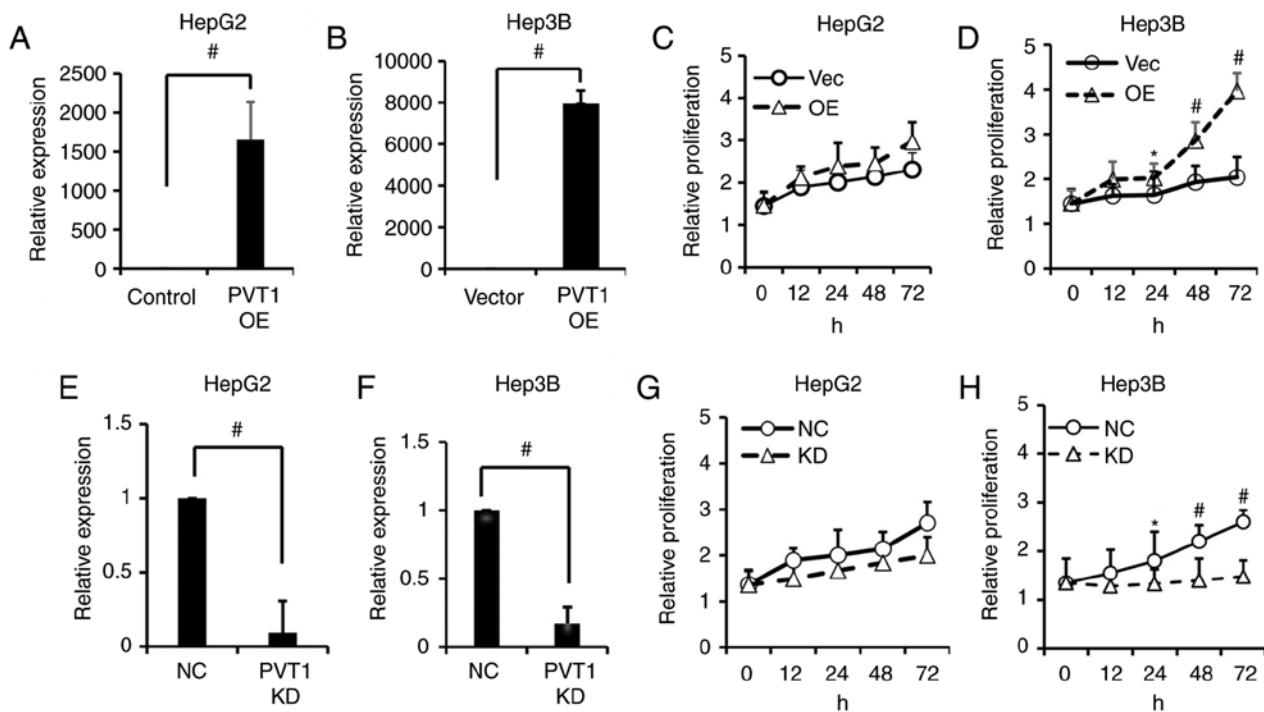 A
HepG2
#
Relative expression
2500
2000
1500
1000
500
0
Control
PVT1
OE
B
Hep3B
#
Relative expression
10000
8000
6000
4000
2000
0
Vector
PVT1
OE
C
HepG2
Relative proliferation
5
4
3
2
1
0
Vec
OE
0 12 24 48 72
h
D
Hep3B
Relative proliferation
5
4
3
2
1
0
Vec
OE
* # #
0 12 24 48 72
h
E
HepG2
#
Relative expression
1.5
1
0.5
0
NC
PVT1
KD
F
Hep3B
#
Relative expression
1.5
1
0.5
0
NC
PVT1
KD
G
HepG2
Relative proliferation
5
4
3
2
1
0
NC
KD
0 12 24 48 72
h
H
Hep3B
Relative proliferation
5
4
3
2
1
0
NC
KD
* # #
0 12 24 48 72
h